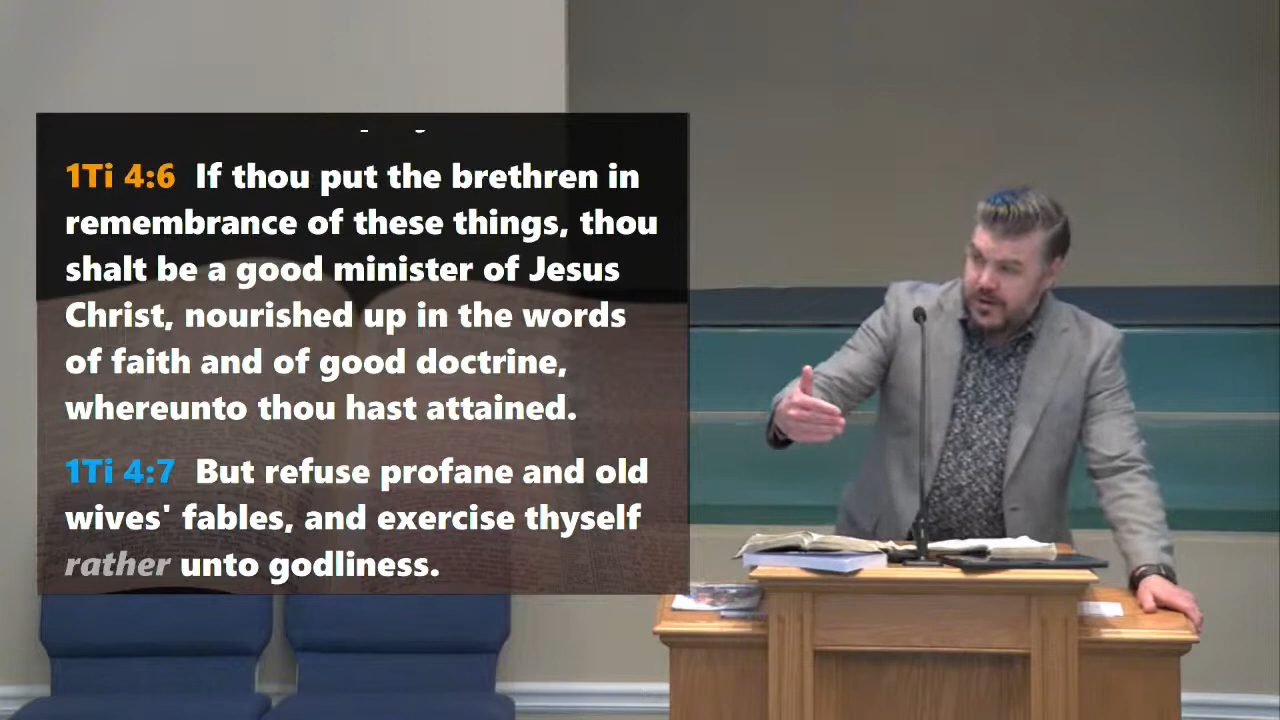 1Ti 4:6 If thou put the brethren in
remembrance of these things, thou
shalt be a good minister of Jesus
Christ, nourished up in the words
of faith and of good doctrine,
whereunto thou hast attained.
1Ti 4:7 But refuse profane and old
wives' fables, and exercise thyself
rather unto godliness.